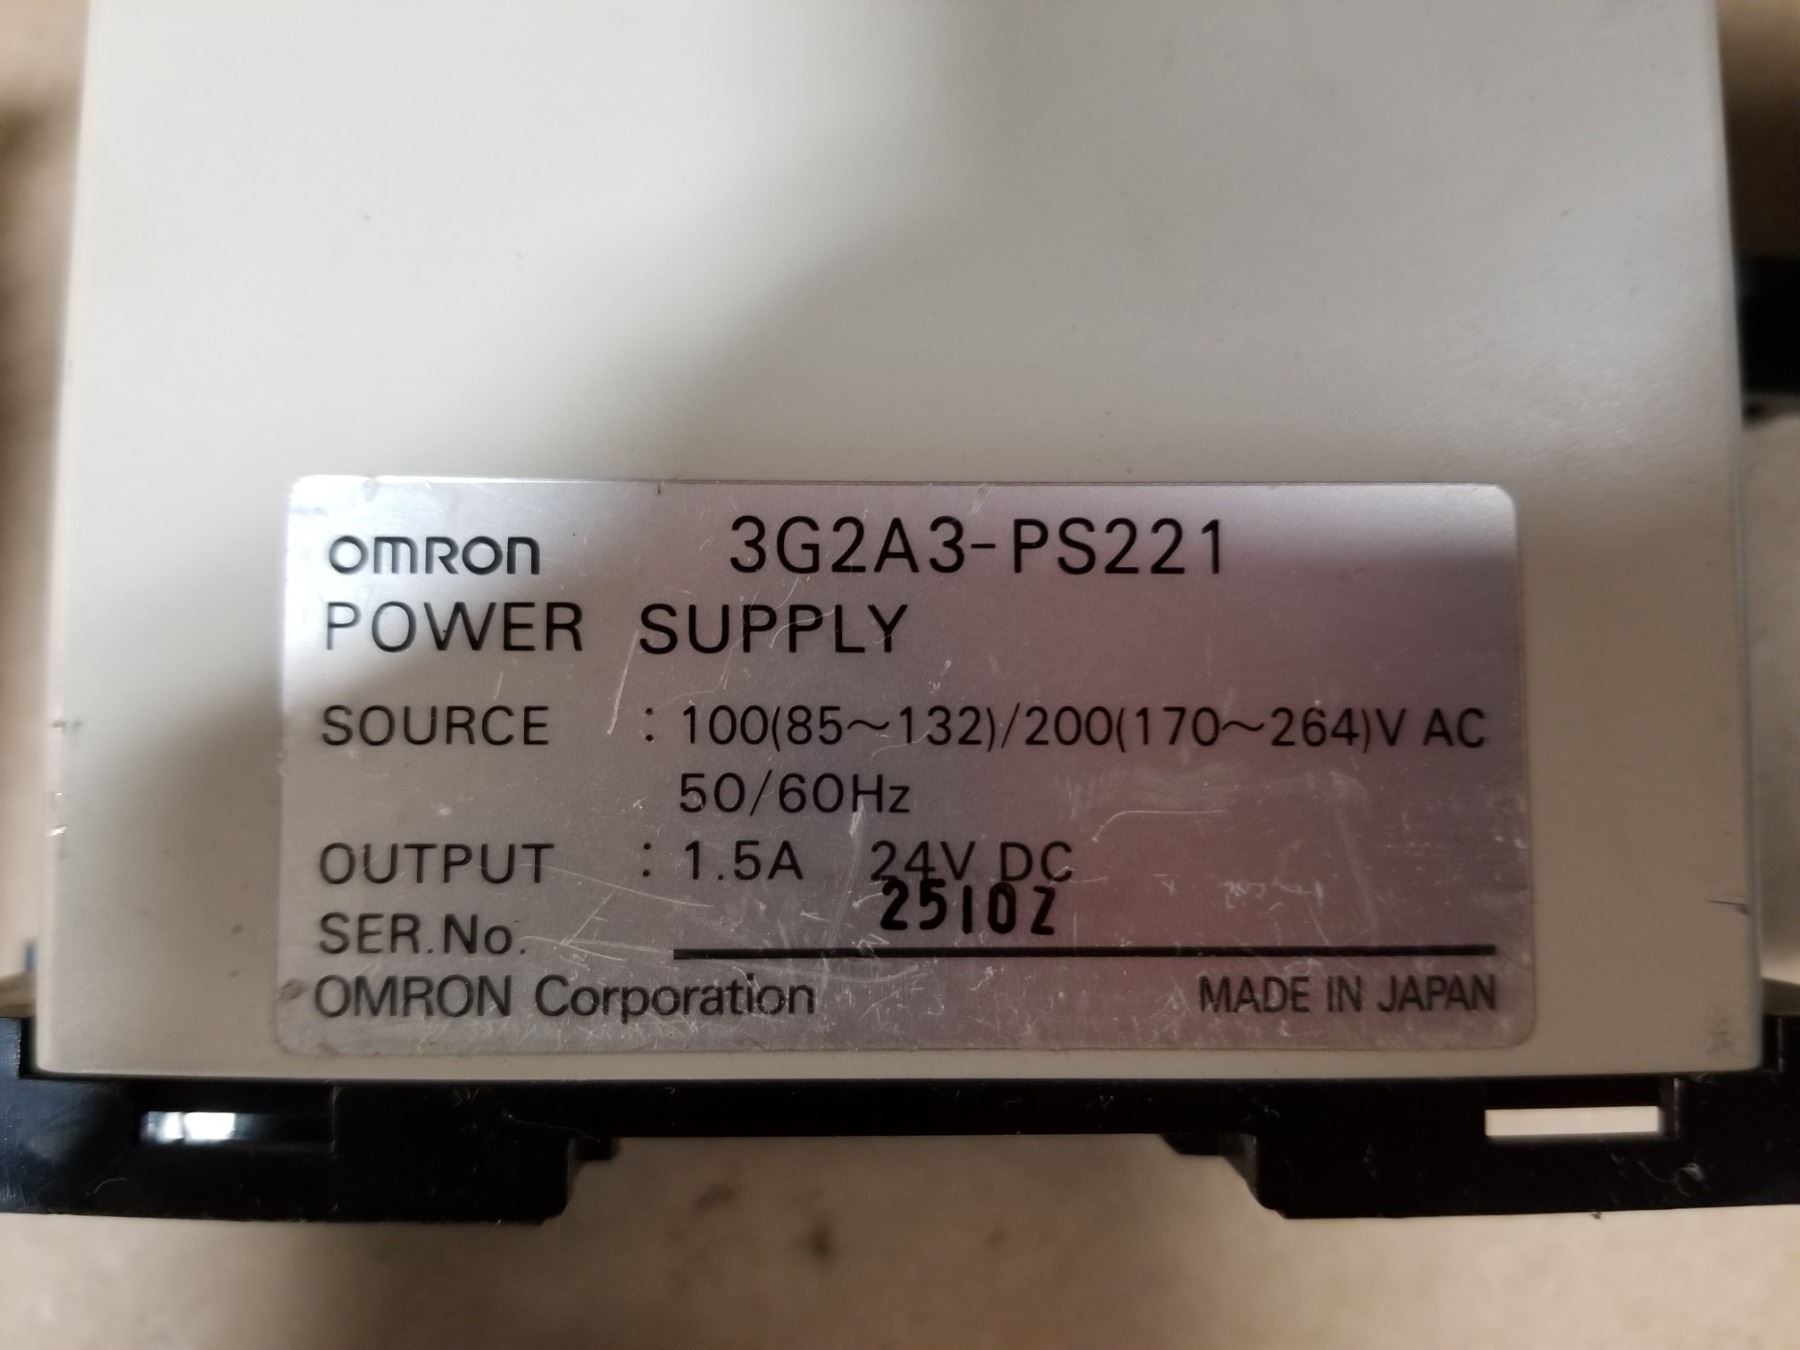 OMRON 3G2A3-PS221
POWER SUPPLY
SOURCE : 100(85~132)/200(170~264)V AC
50/60Hz
OUTPUT : 1.5A 24V DC
SER.No. 2510Z
OMRON Corporation MADE IN JAPAN